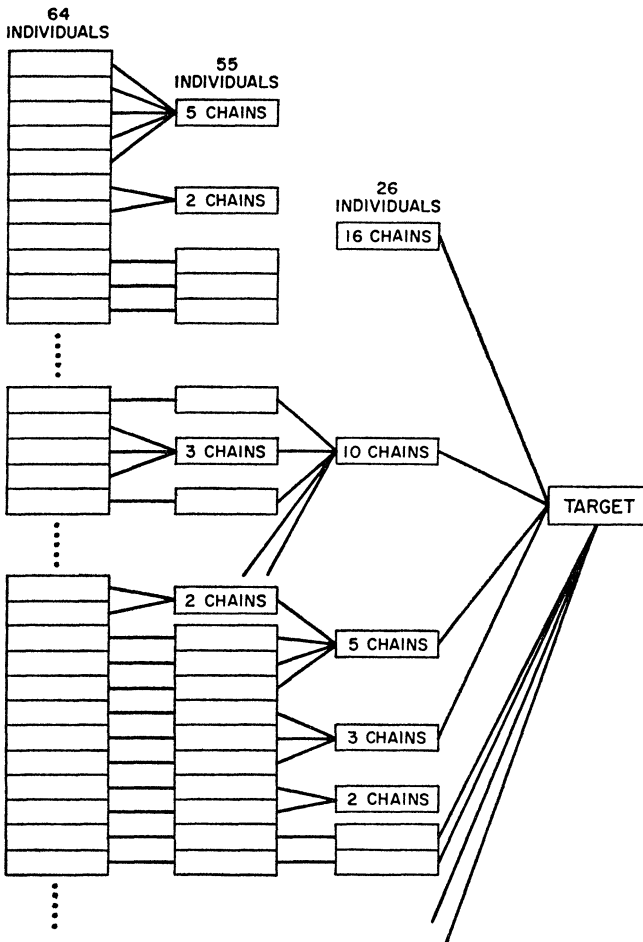 64
INDIVIDUALS
55
INDIVIDUALS
5 CHAINS
2 CHAINS
26
INDIVIDUALS
16 CHAINS
3 CHAINS
10 CHAINS
TARGET
2 CHAINS
5 CHAINS
3 CHAINS
2 CHAINS